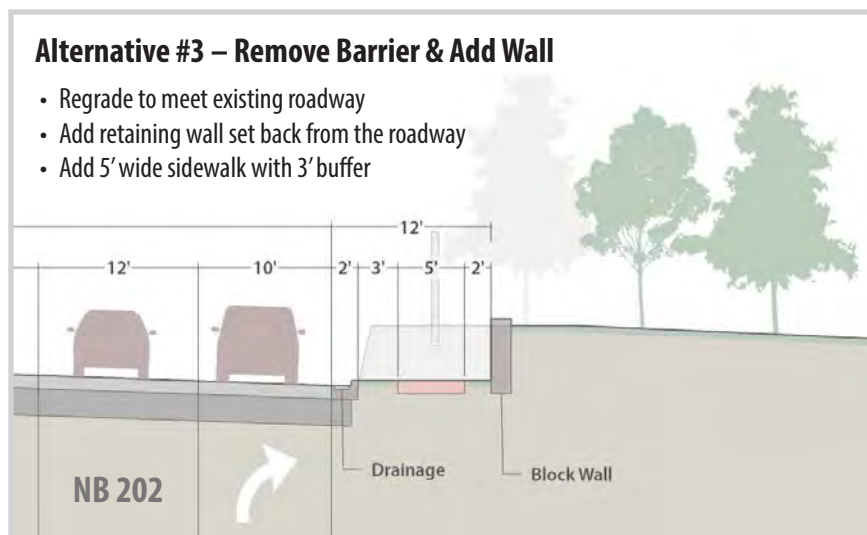 Alternative #3 – Remove Barrier & Add Wall
• Regrade to meet existing roadway
• Add retaining wall set back from the roadway
• Add 5' wide sidewalk with 3' buffer
12'
12'
10'
2'
3'
5'
2'
Drainage
Block Wall
NB 202